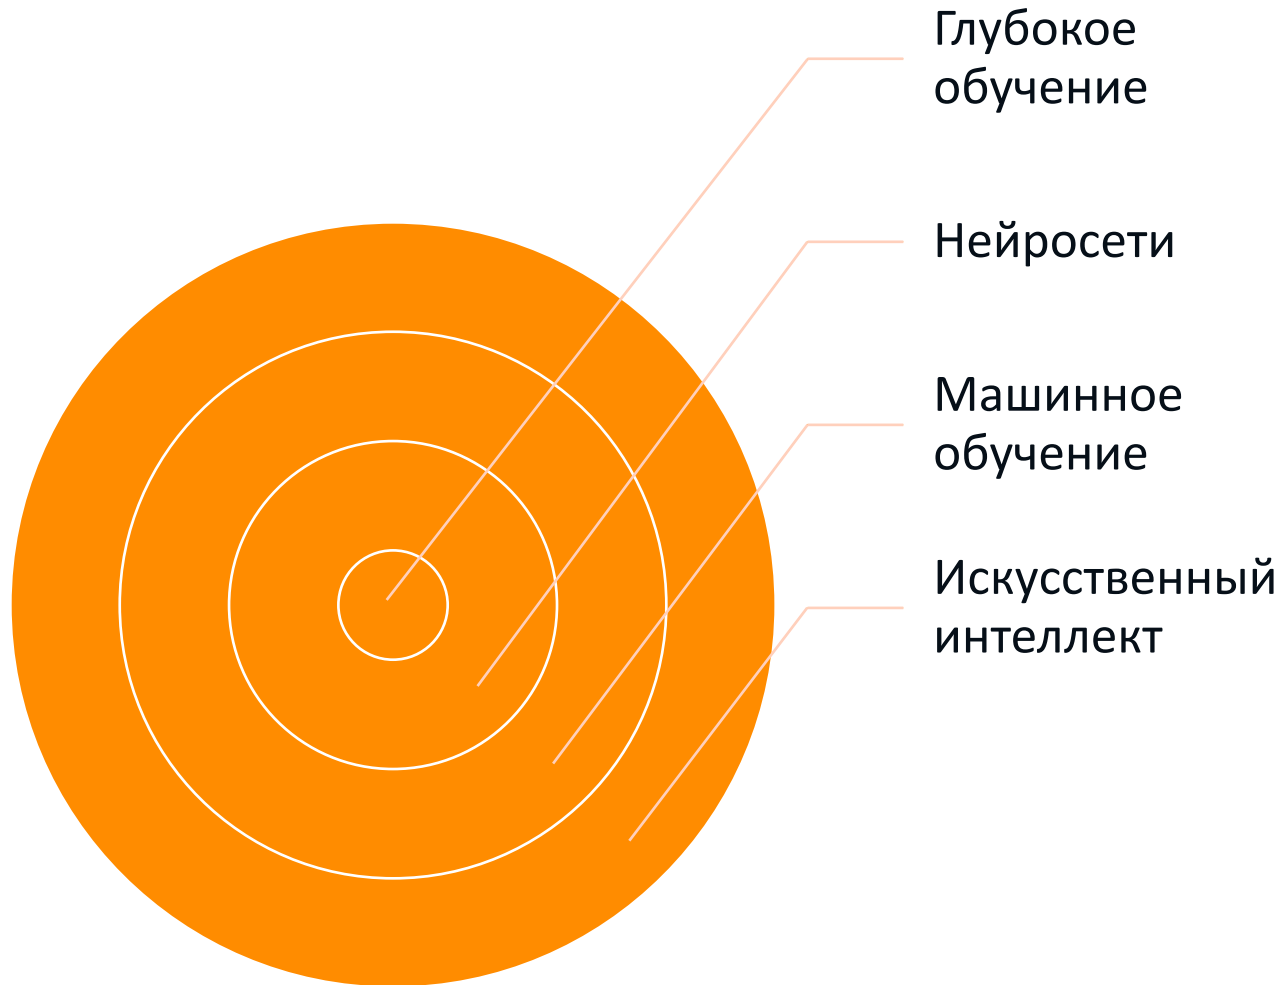 Глубокое
обучение
Нейросети
Машинное
обучение
Искусственный
интеллект